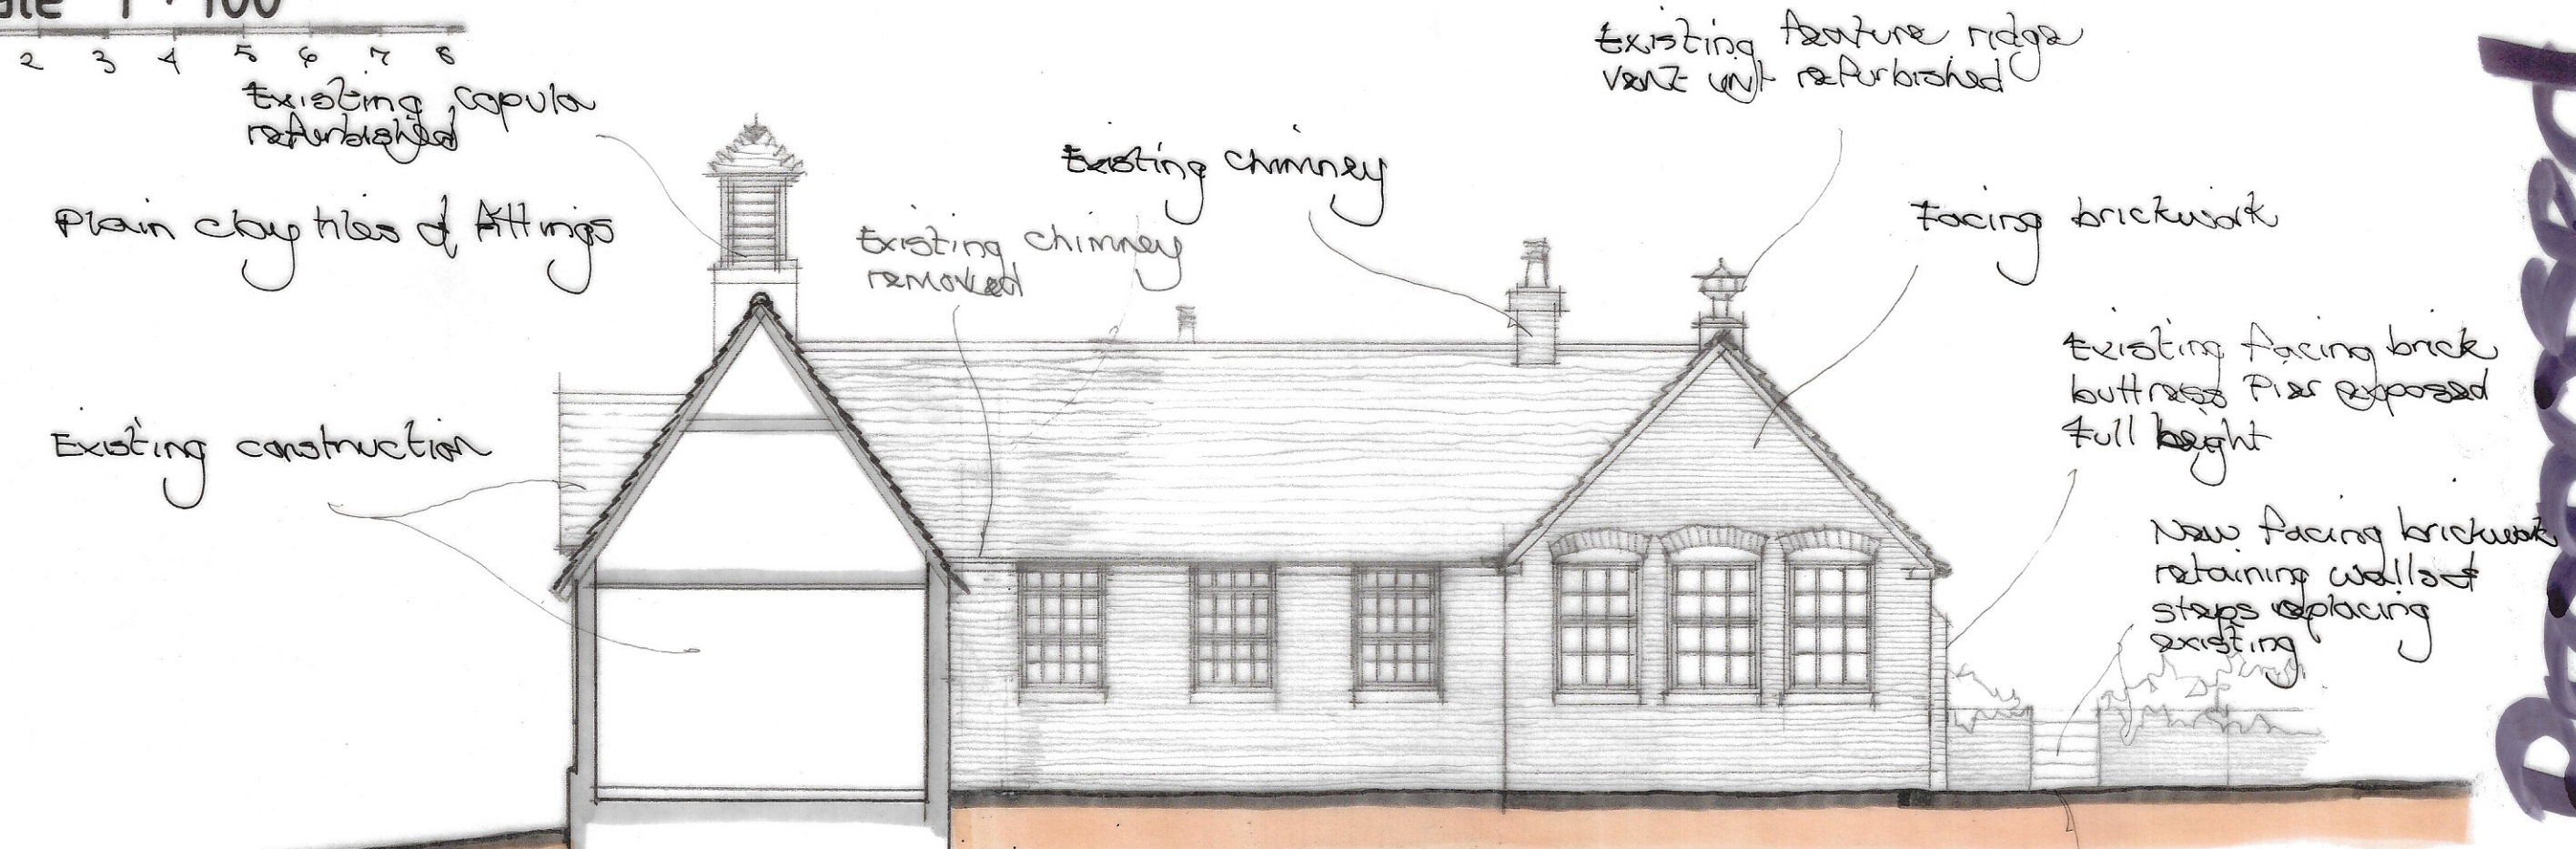 Scale 1 : 100
2 3 4 5 6 7 8
Existing copula
refurbished
Plain clay tiles & fittings
Existing construction
Existing chimney
removed
Existing chimney
Existing feature ridge
vent unit refurbished
Facing brickwork
Existing facing brick
buttress Pier exposed
full height
New facing brickwork
retaining walls &
steps replacing
existing